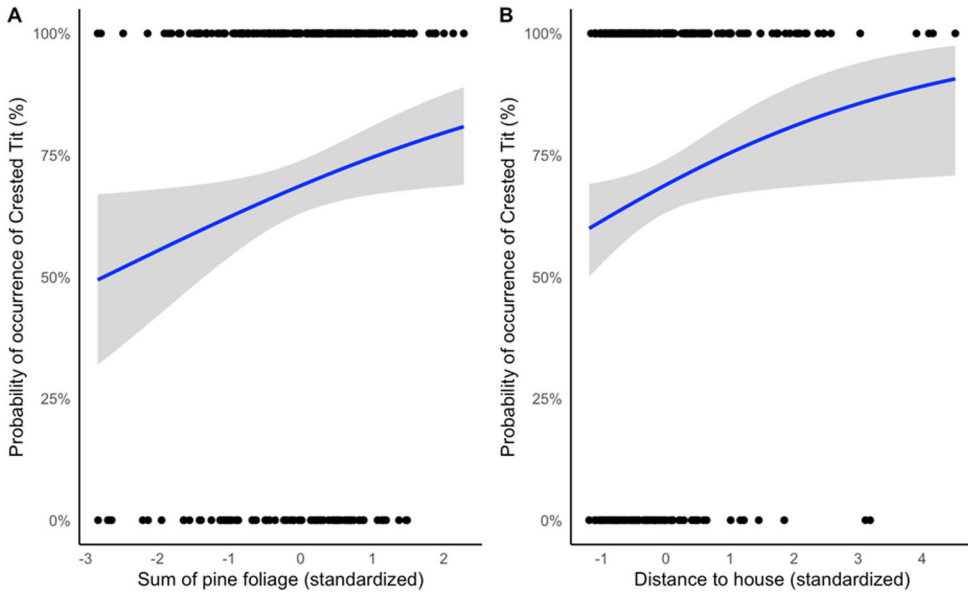 A
Probability of occurrence of Crested Tit (%)
100%
75%
50%
25%
0%
-3 -2 -1 0 1 2
Sum of pine foliage (standardized)
B
Probability of occurrence of Crested Tit (%)
100%
75%
50%
25%
0%
-1 0 1 2 3 4
Distance to house (standardized)